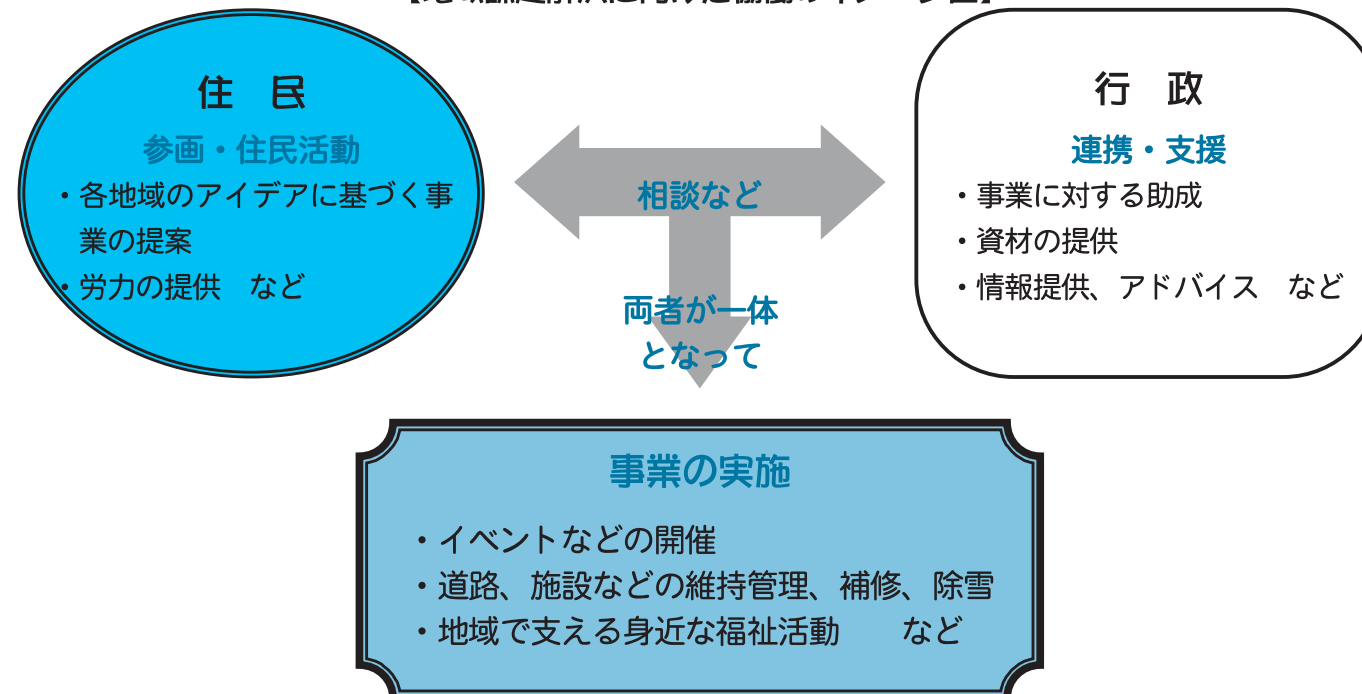 住　民
参画・住民活動
・各地域のアイデアに基づく事
業の提案
・労力の提供　など
相談など
両者が一体
となって
行　政
連携・支援
・事業に対する助成
・資材の提供
・情報提供、アドバイス　など
事業の実施
・イベントなどの開催
・道路、施設などの維持管理、補修、除雪
・地域で支える身近な福祉活動　　など